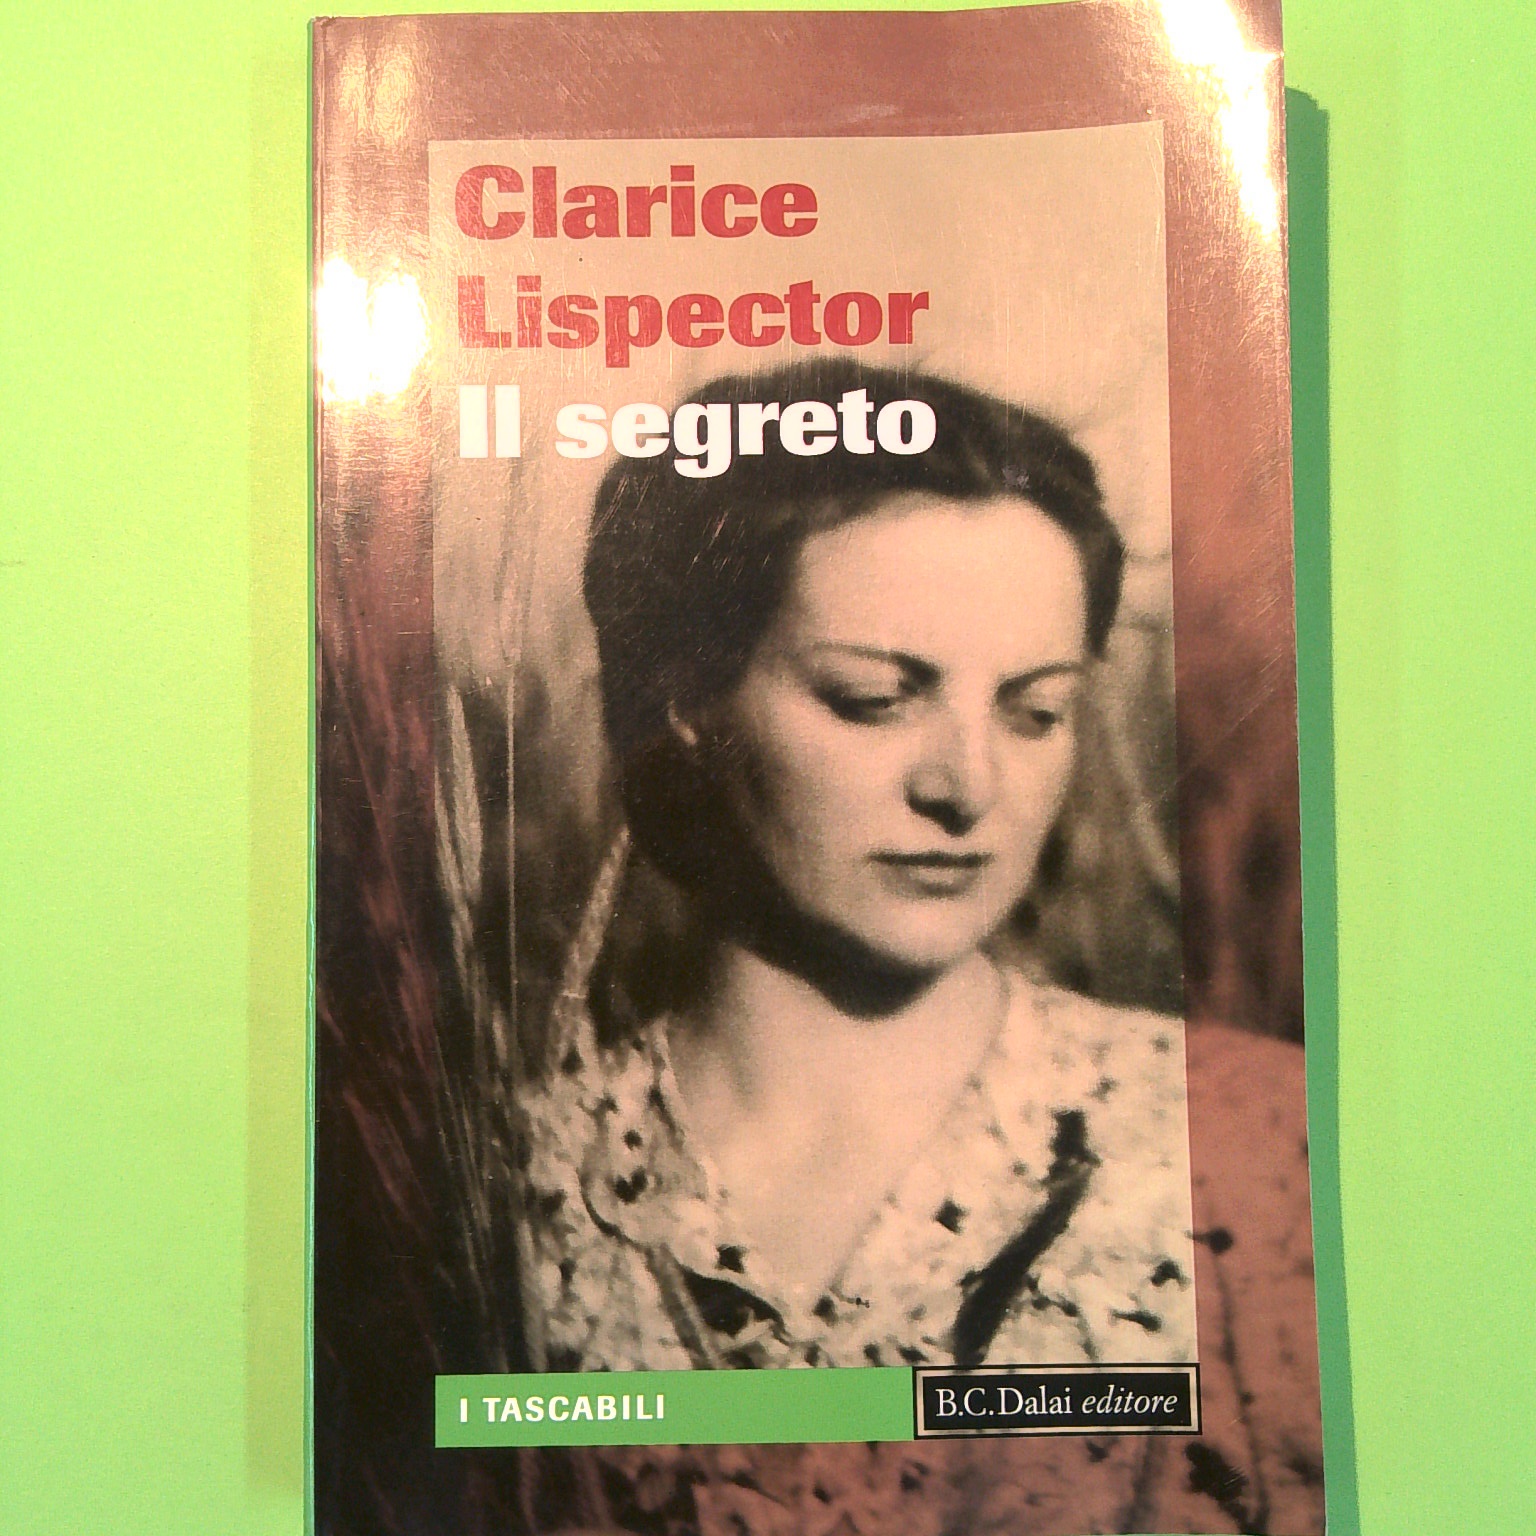 Clarice
Lispector
Il segreto
I TASCABILI
B.C.Dalai editore